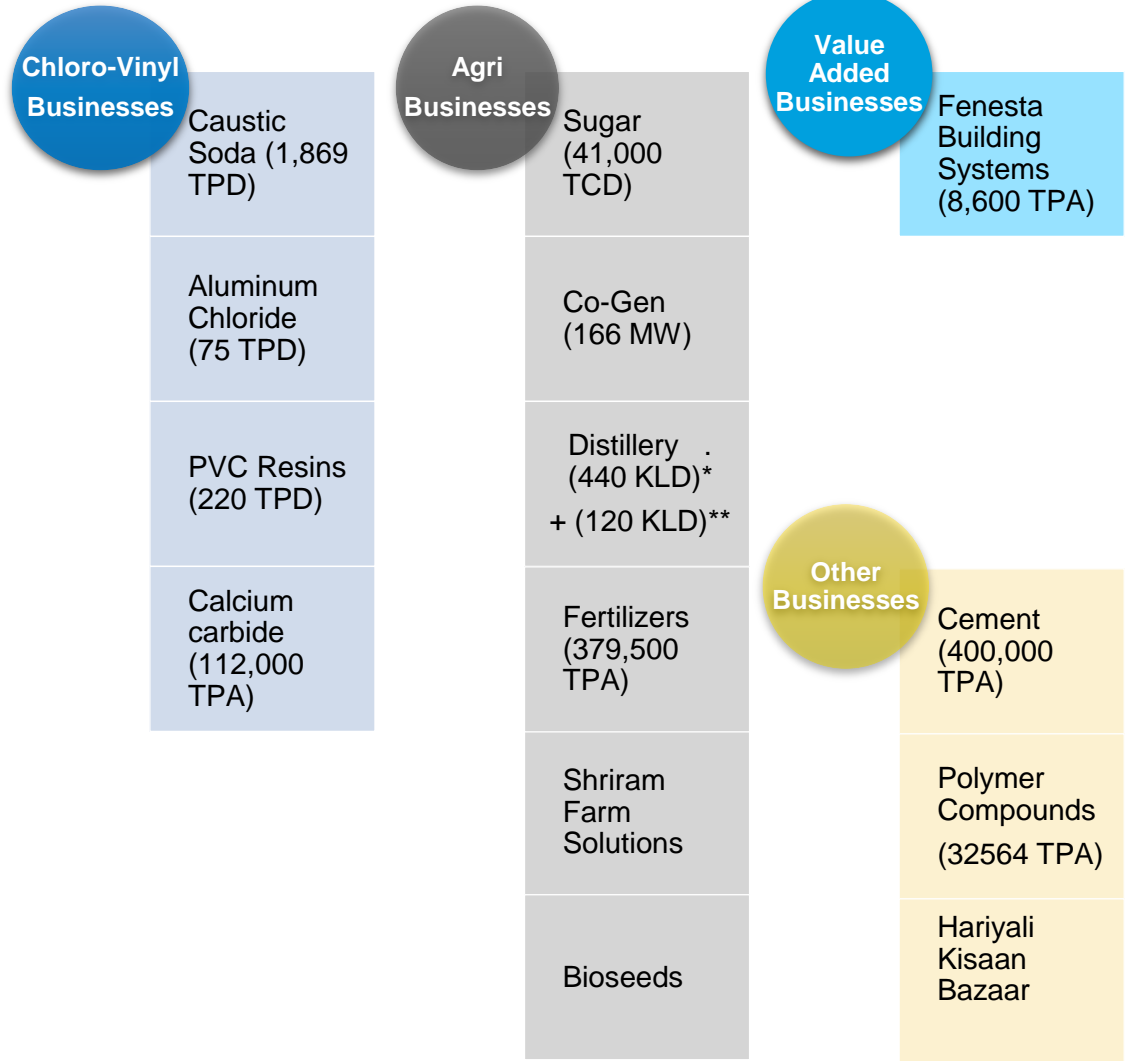 Chloro-Vinyl
Businesses
Caustic
Soda (1,869
TPD)
Aluminum
Chloride
(75 TPD)
PVC Resins
(220 TPD)
Calcium
carbide
(112,000
TPA)
Agri
Businesses
Sugar
(41,000
TCD)
Co-Gen
(166 MW)
Distillery .
(440 KLD)*
+ (120 KLD)**
Fertilizers
(379,500
TPA)
Shriram
Farm
Solutions
Bioseeds
Value
Added
Businesses
Fenesta
Building
Systems
(8,600 TPA)
Other
Businesses
Cement
(400,000
TPA)
Polymer
Compounds
(32564 TPA)
Hariyali
Kisaan
Bazaar